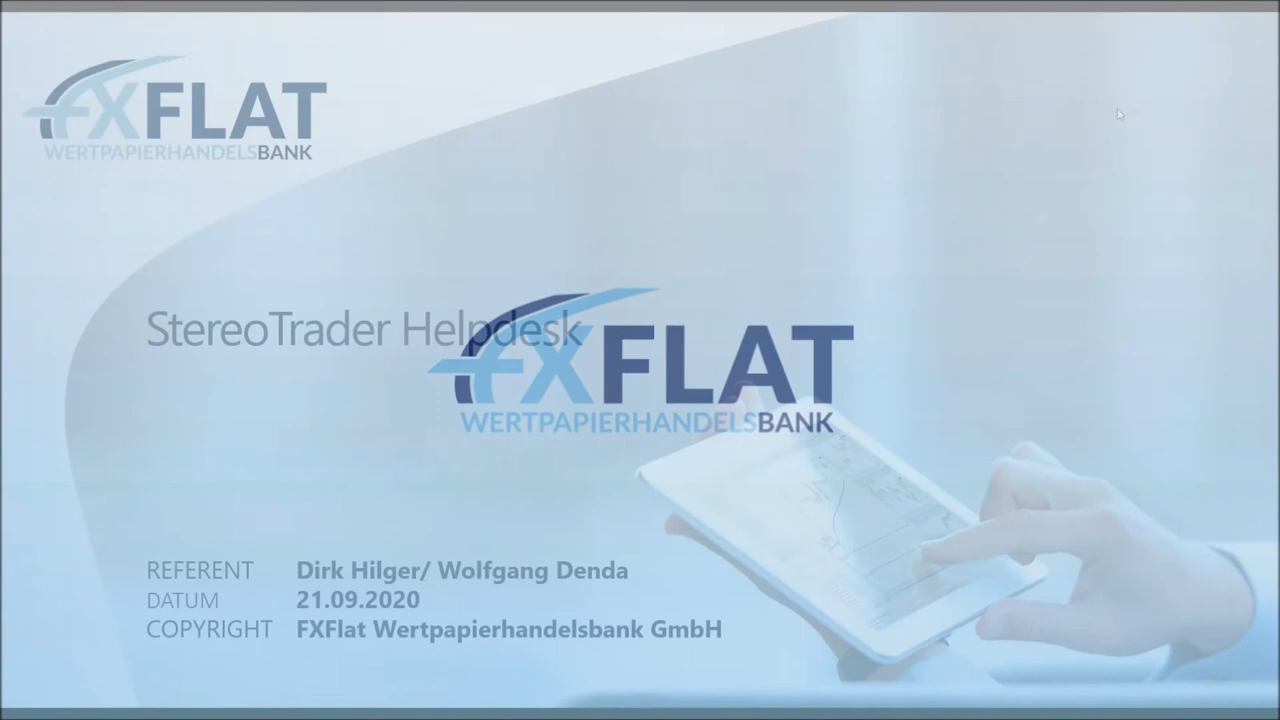 fXFLAT
WERTPAPIERHANDELSBANK
StereoTrader Helpdesk
fXFLAT
WERTPAPIERHANDELSBANK
REFERENT Dirk Hilger/ Wolfgang Denda
DATUM 21.09.2020
COPYRIGHT FXFlat Wertpapierhandelsbank GmbH